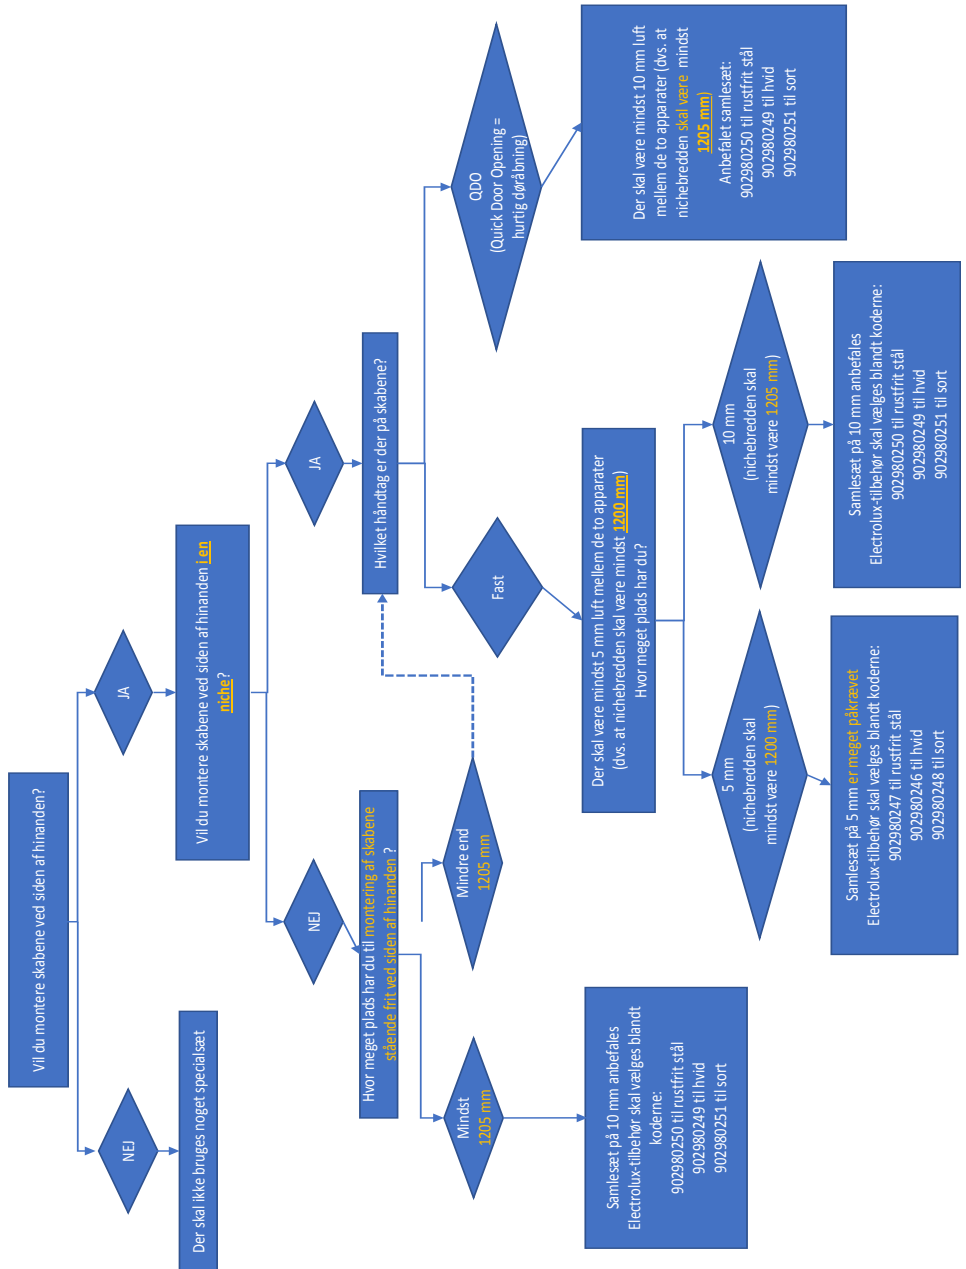 Vil du montere skabene ved siden af hinanden?
NEJ
JA
Der skal ikke bruges noget specialsæt
Vil du montere skabene ved siden af hinanden i en
niche?
NEJ
JA
Hvor meget plads har du til montering af skabene
stående frit ved siden af hinanden ?
Hvilket håndtag er der på skabene?
Mindst
1205 mm
Mindre end
1205 mm
Fast
QDO
(Quick Door Opening =
hurtig døråbning)
Samlesæt på 10 mm anbefales
Electrolux-tilbehør skal vælges blandt
koderne:
902980250 til rustfrit stål
902980249 til hvid
902980251 til sort
Der skal være mindst 5 mm luft mellem de to apparater
(dvs. at nichebredden skal være mindst 1200 mm)
Hvor meget plads har du?
Der skal være mindst 10 mm luft
mellem de to apparater (dvs. at
nichebredden skal være mindst
1205 mm)
Anbefalet samlesæt:
902980250 til rustfrit stål
902980249 til hvid
902980251 til sort
5 mm
(nichebredden skal
mindst være 1200 mm)
10 mm
(nichebredden skal
mindst være 1205 mm)
Samlesæt på 5 mm er meget påkrævet
Electrolux-tilbehør skal vælges blandt koderne:
902980247 til rustfrit stål
902980246 til hvid
902980248 til sort
Samlesæt på 10 mm anbefales
Electrolux-tilbehør skal vælges blandt koderne:
902980250 til rustfrit stål
902980249 til hvid
902980251 til sort